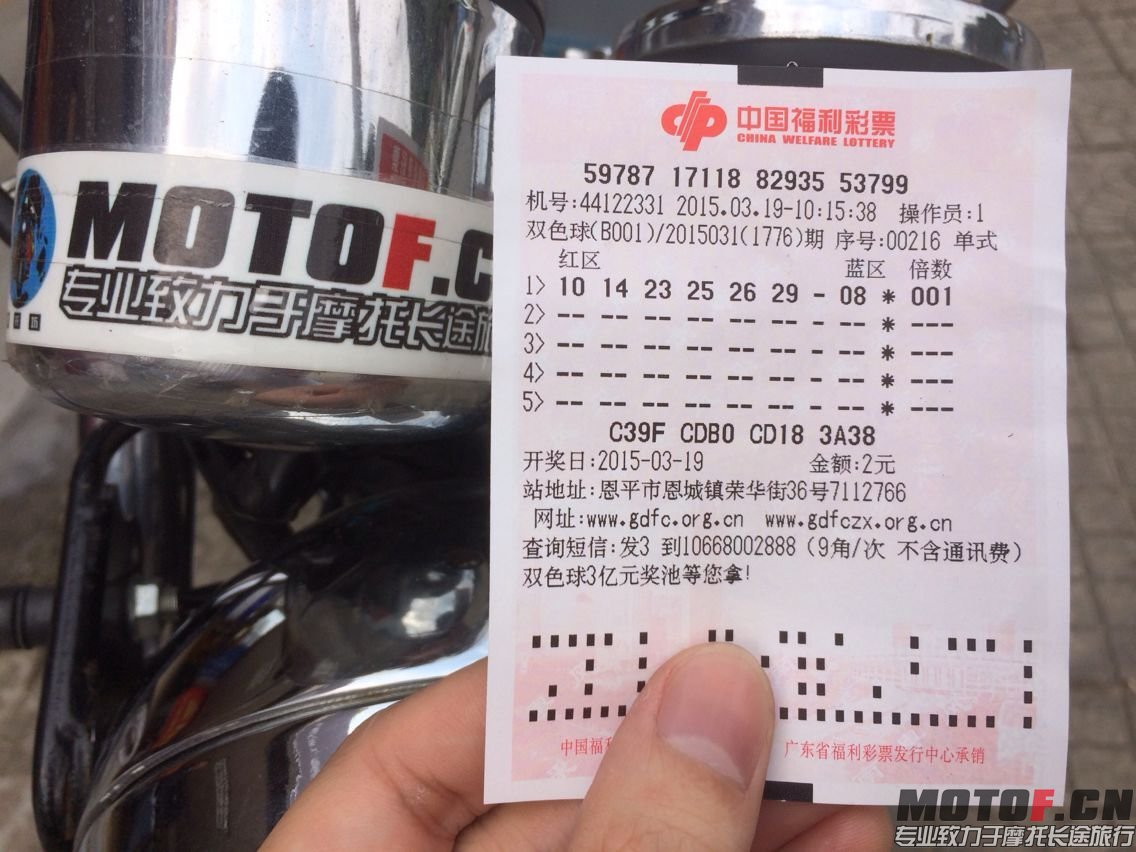 MOTOF.C
专业致力于摩托长途旅
中国福利彩票
CHINA WELFARE LOTTERY
59787 17118 82935 53799
机号:44122331 2015.03.19-10:15:38 操作员:1
双色球(B001)/2015031(1776)期 序号:00216 单式
红区 蓝区 倍数
1> 10 14 23 25 26 29 - 08 * 001
2> -- -- -- -- -- -- - -- * ---
3> -- -- -- -- -- -- - -- * ---
4> -- -- -- -- -- -- - -- * ---
5> -- -- -- -- -- -- - -- * ---
C39F CDB0 CD18 3A38
开奖日:2015-03-19 金额:2元
站地址:恩平市恩城镇荣华街36号7112766
网址:www.gdfc.org.cn www.gdfczx.org.cn
查询短信:发3 到10668002888（9角/次 不含通讯费）
双色球3亿元奖池等您拿!
中国福利 广东省福利彩票发行中心承销
MOTOF.CN
专业致力于摩托长途旅行